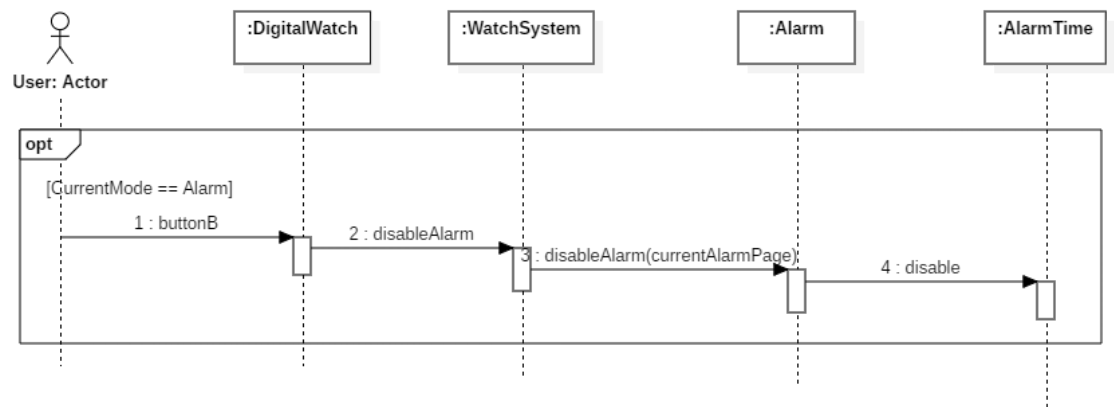 :DigitalWatch
:WatchSystem
:Alarm
:AlarmTime
User: Actor
opt
[CurrentMode == Alarm]
1 : buttonB
2 : disableAlarm
3 : disableAlarm(currentAlarmPage)
4 : disable